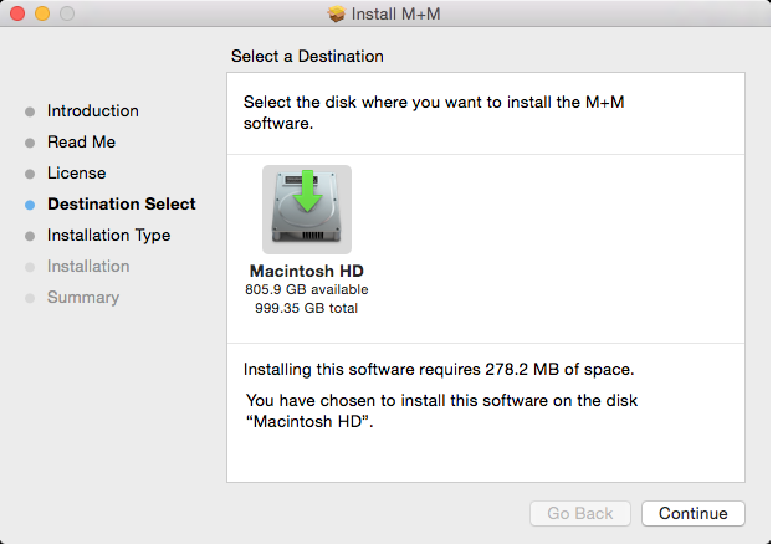 Install M+M
Select a Destination
Introduction
Read Me
License
Destination Select
Installation Type
Installation
Summary
Select the disk where you want to install the M+M
software.
Macintosh HD
805.9 GB available
999.35 GB total
Installing this software requires 278.2 MB of space.
You have chosen to install this software on the disk
“Macintosh HD”.
Go Back
Continue